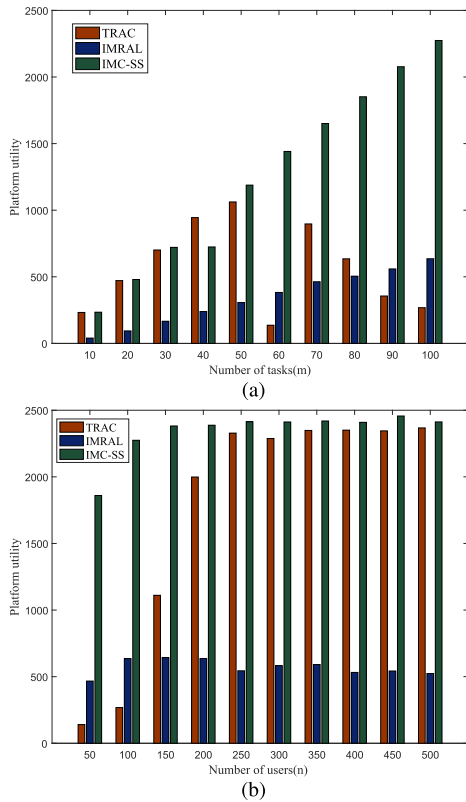 2500
2000
1500
1000
500
0
Platform utility
TRAC
IMRAL
IMC-SS
10 20 30 40 50 60 70 80 90 100
Number of tasks(m)
(a)
2500
2000
1500
1000
500
0
Platform utility
TRAC
IMRAL
IMC-SS
50 100 150 200 250 300 350 400 450 500
Number of users(n)
(b)